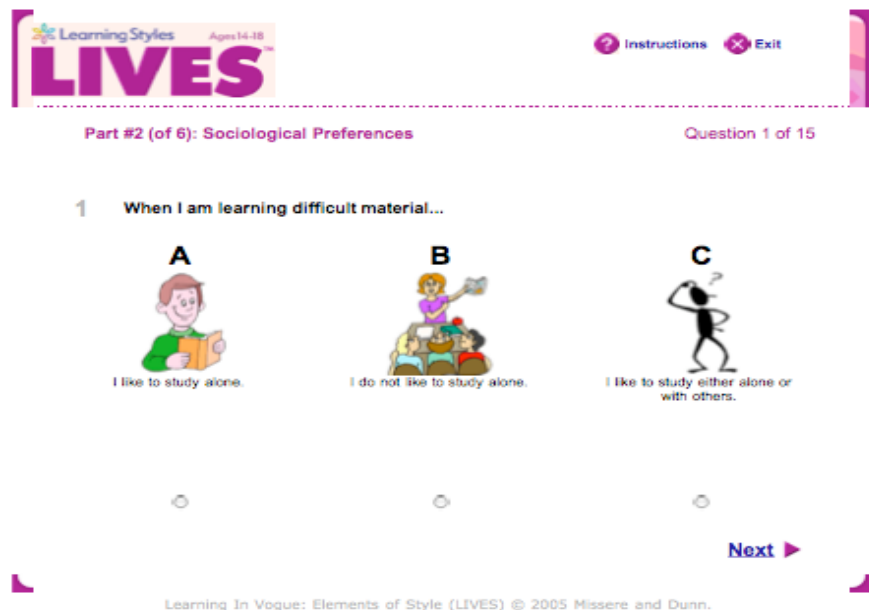 Learning Styles Ages 14-18
LIVES™
Instructions Exit
Part #2 (of 6): Sociological Preferences Question 1 of 15
1 When I am learning difficult material...
A B C
?
I like to study alone. I do not like to study alone. I like to study either alone or
with others.
Next
Learning In Vogue: Elements of Style (LIVES) © 2005 Missere and Dunn.